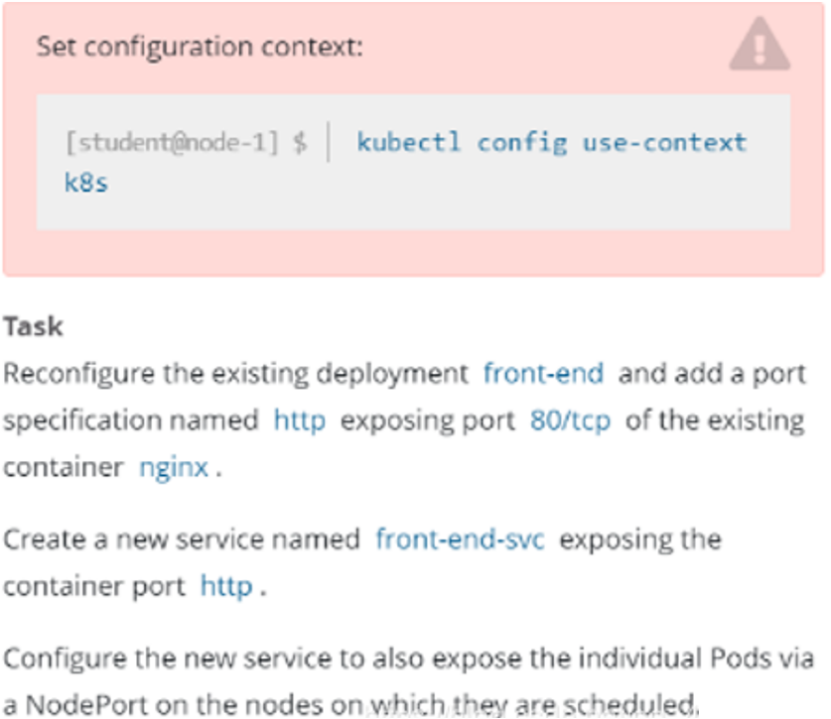 Set configuration context:
[student@node-1] $ | kubectl config use-context
k8s
Task
Reconfigure the existing deployment front-end and add a port
specification named http exposing port 80/tcp of the existing
container nginx .
Create a new service named front-end-svc exposing the
container port http .
Configure the new service to also expose the individual Pods via
a NodePort on the nodes on which they are scheduled.